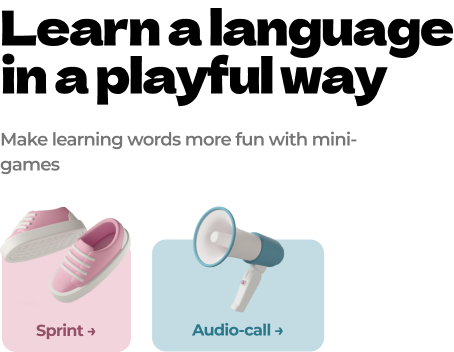 Learn a language
in a playful way
Make learning words more fun with mini-
games
Sprint →
Audio-call →